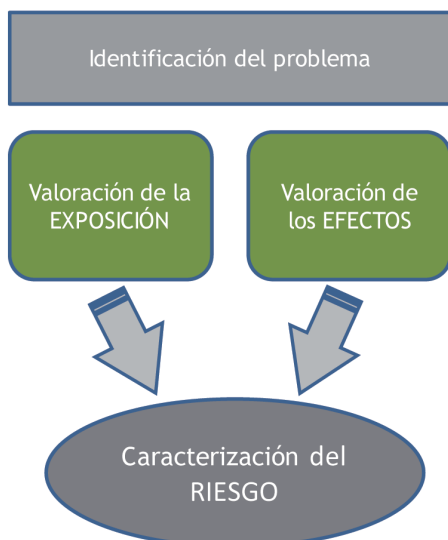 Identificación del problema
Valoración de la
EXPOSICIÓN
Valoración de
los EFECTOS
Caracterización del
RIESGO